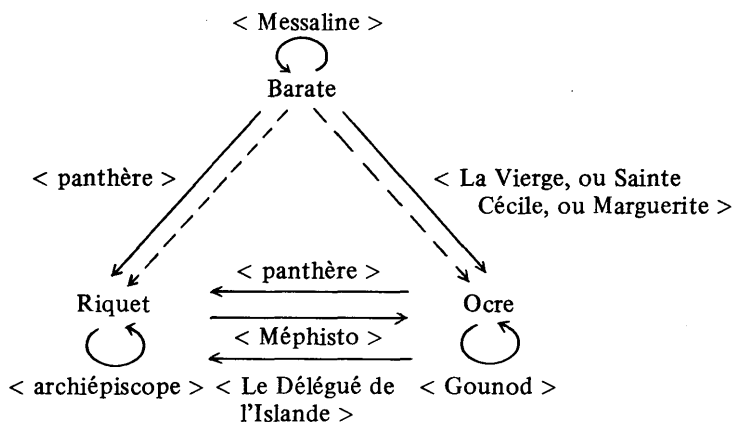 < Messaline >
Barate
< panthère >
< La Vierge, ou Sainte
Cécile, ou Marguerite >
< panthère >
Riquet
Ocre
< Méphisto >
< archiépiscope >
< Le Délégué de
l'Islande >
< Gounod >